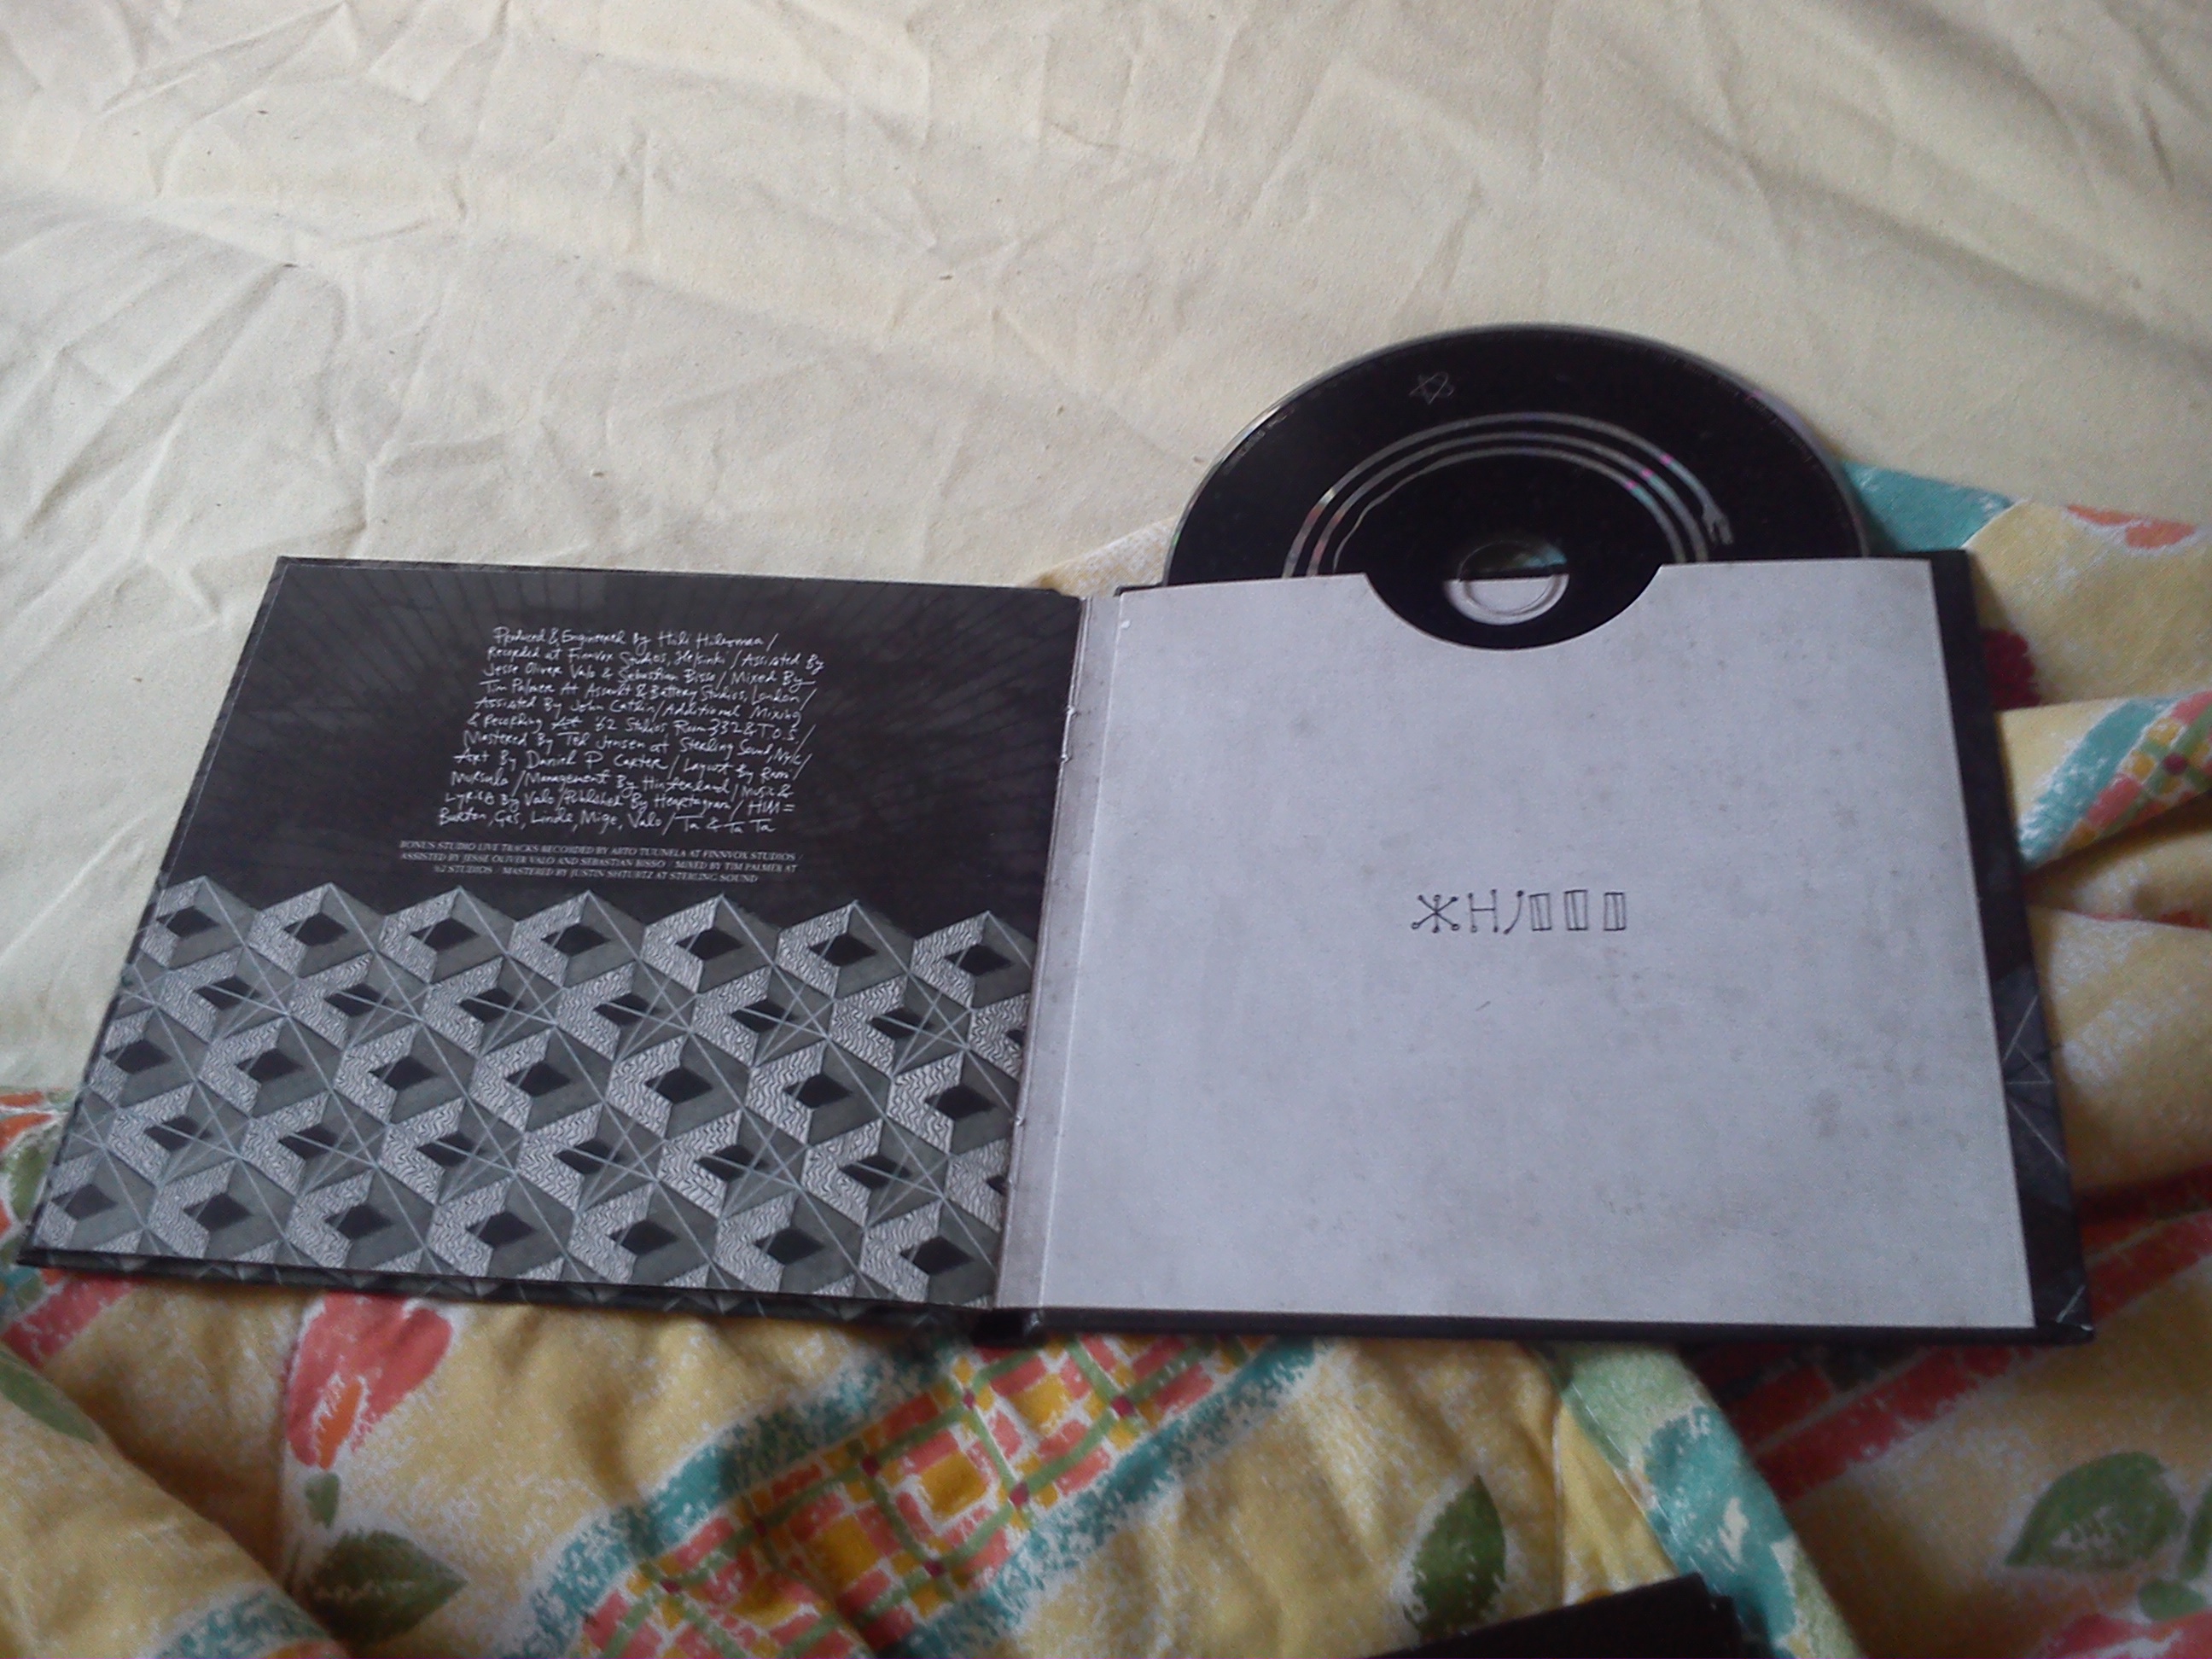 Produced & Engineered By Hiili Hiilesmaa /
Recorded at Finnvox Studios, Helsinki / Assisted By
Jesse Oliver Valo & Sebastian Bisso / Mixed By
Tim Palmer At Assault & Battery Studios, London /
Assisted By John Catlin / Additional Mixing
& Recording At '62 Studios, Room 332 & T.O.S. /
Mastered By Ted Jensen at Sterling Sound, NYC /
Art By Daniel P Carter / Layout By Rami
Mursula / Management By Hinterland / Music &
Lyrics By Valo / Published By Heartagram / HIM =
Burton, Gas, Linde, Mige, Valo / Ta & Ta Ta
BONUS STUDIO LIVE TRACKS RECORDED BY ARTO TUUNELA AT FINNVOX STUDIOS /
ASSISTED BY JESSE OLIVER VALO AND SEBASTIAN BISSO / MIXED BY TIM PALMER AT
'62 STUDIOS / MASTERED BY JUSTIN SHTURTZ AT STERLING SOUND